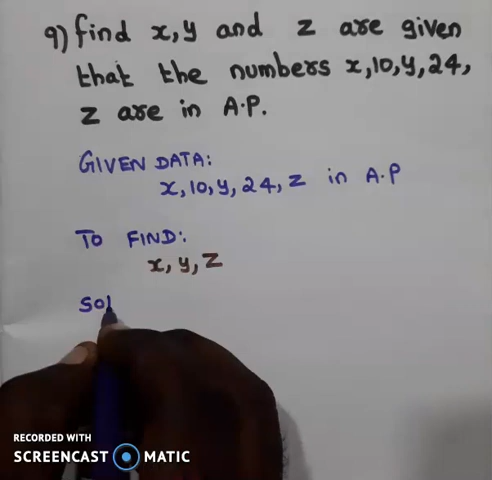 9) find x, y and z are given
that the numbers x, 10, y, 24,
z are in A.P.
GIVEN DATA:
x, 10, y, 24, z in A.P
TO FIND:
x, y, z
SOl
RECORDED WITH
SCREENCAST MATIC